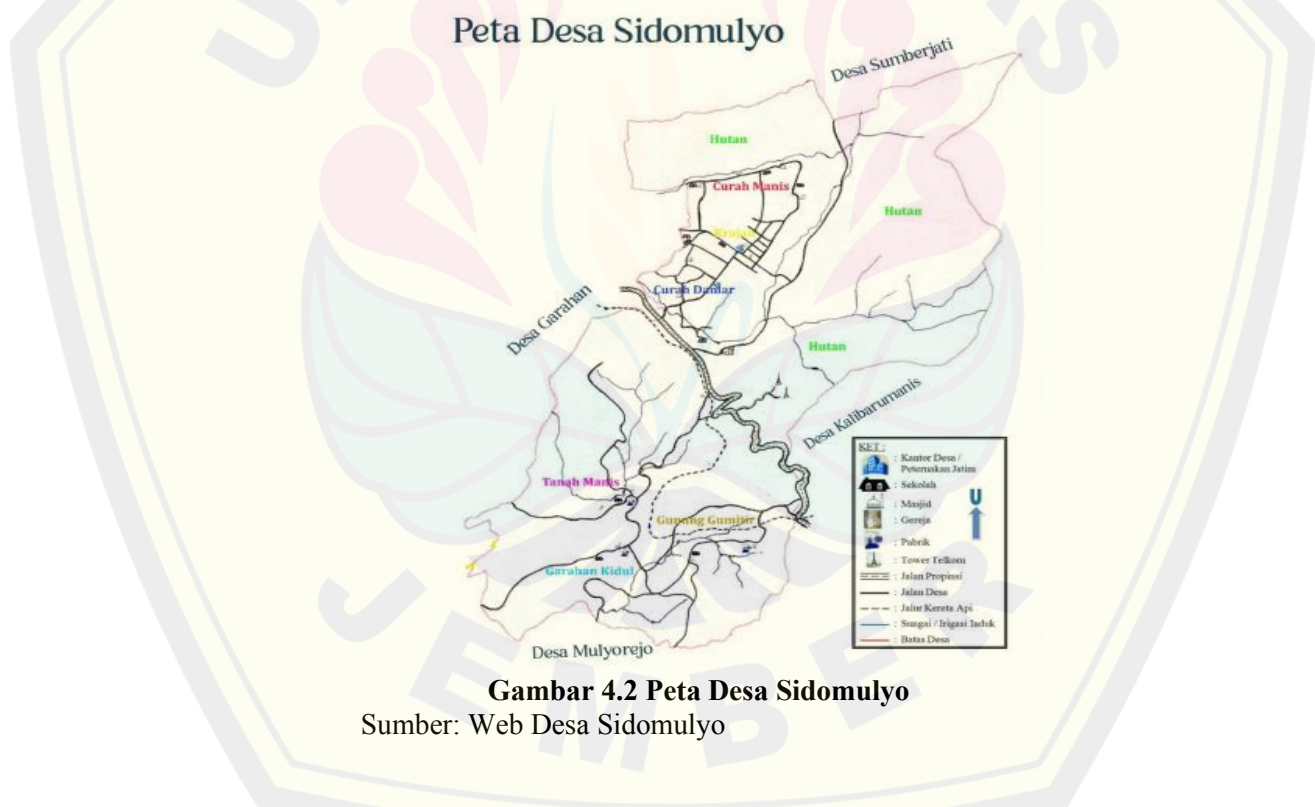 Peta Desa Sidomulyo
Desa Sumberjati
Hutan
Curah Manis
Hutan
Krajan
Curah Damar
Desa Garahan
Hutan
Desa Kalibarumanis
Tanah Manis
Gunung Gumitir
Garahan Kidul
Desa Mulyorejo
KET :
: Kantor Desa /
Peternakan Jatim
: Sekolah
: Masjid
: Gereja
: Pabrik
: Tower Telkom
: Jalan Propinsi
: Jalan Desa
: Jalur Kereta Api
: Sungai / Irigasi Induk
: Batas Desa
U
Gambar 4.2 Peta Desa Sidomulyo
Sumber: Web Desa Sidomulyo
JEMBER